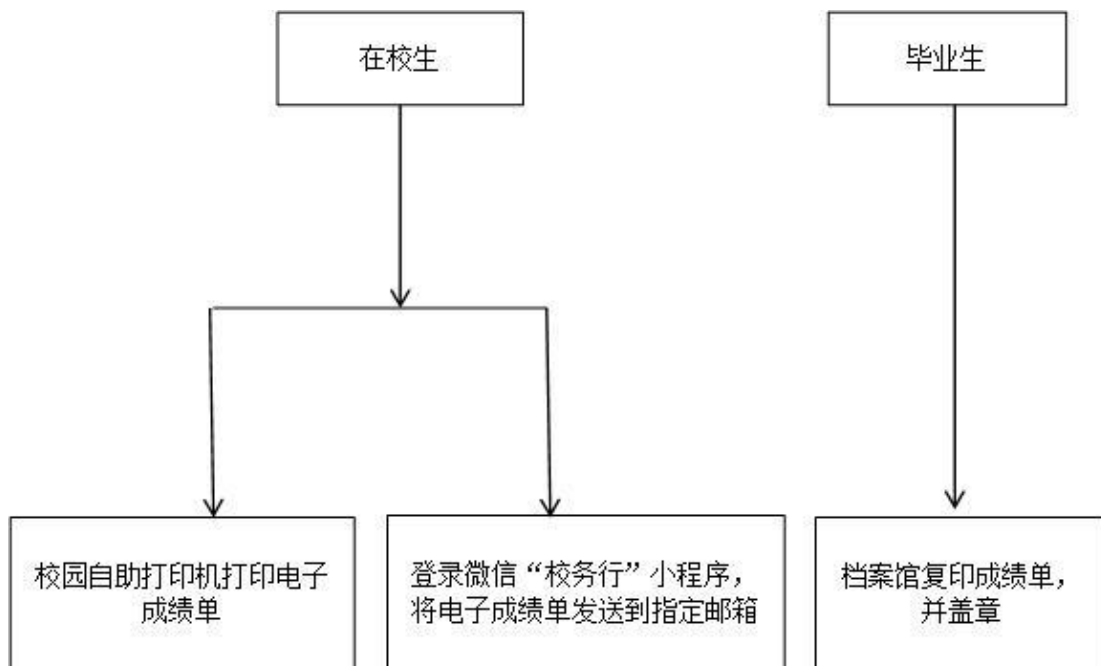 在校生
毕业生
校园自助打印机打印电子
成绩单
登录微信“校务行”小程序，
将电子成绩单发送到指定邮箱
档案馆复印成绩单，
并盖章